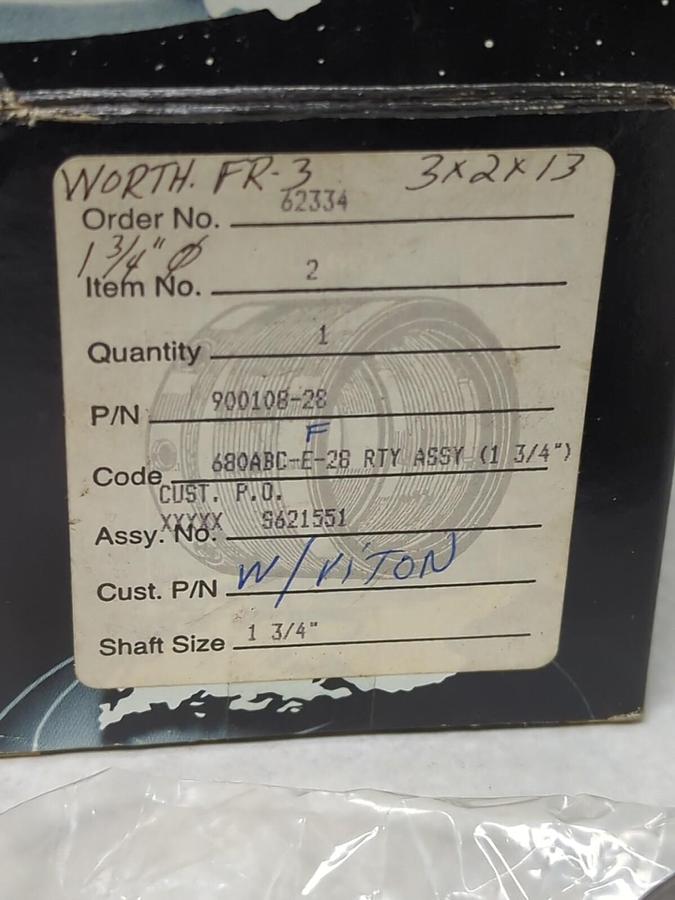 WORTH. FR-3 3x2x13
Order No. 62334
1 3/4" Ø
Item No. 2
Quantity 1
P/N 900108-28
F
Code 680ABC-E-28 RTY ASSY (1 3/4")
CUST. P.O.
Assy. No. XXXXX S621551
Cust. P/N W/VITON
Shaft Size 1 3/4"